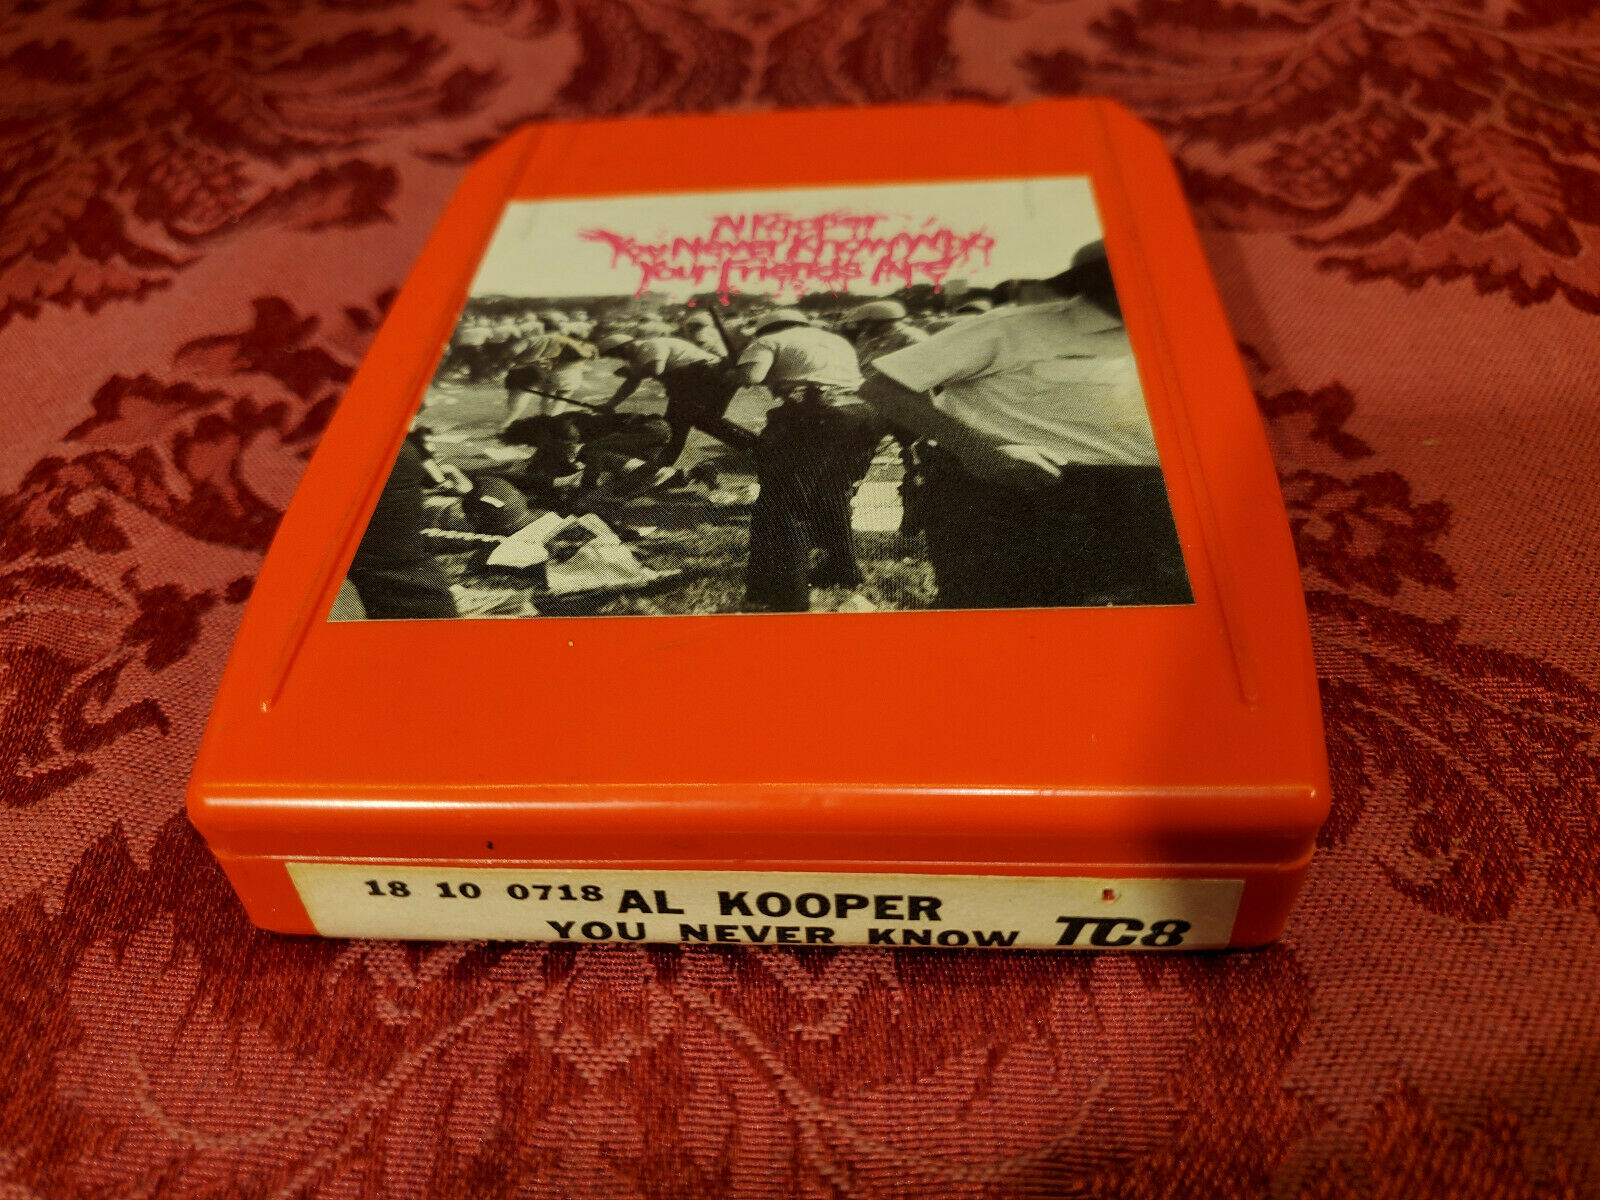 Al Kooper
You Never Know Who
Your Friends Are
18 10 0718 AL KOOPER
YOU NEVER KNOW TC8